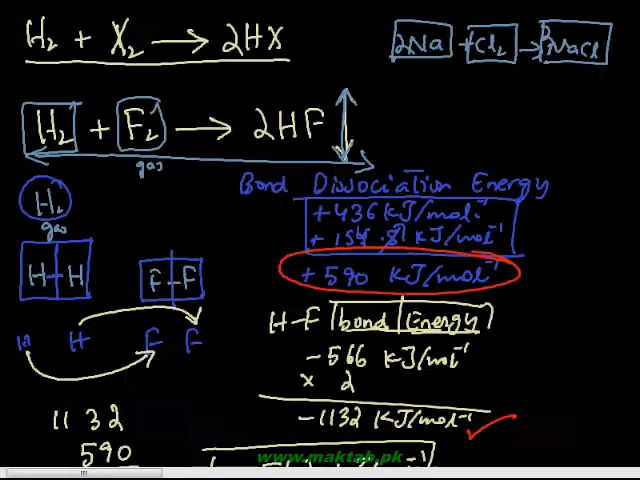 H₂ + X₂ → 2HX
2Na + Cl₂ → 2NaCl
H₂ + F₂ → 2HF
gas
Bond Dissociation Energy
H₂
gas
+436 KJ/mol⁻¹
KJ/mol⁻¹
H-H
F-F
+590 KJ/mol⁻¹
H-F bond Energy
H H F F
-566 KJ/mol⁻¹
x 2
-1132 KJ/mol⁻¹
1132
590
www.maktab.pk